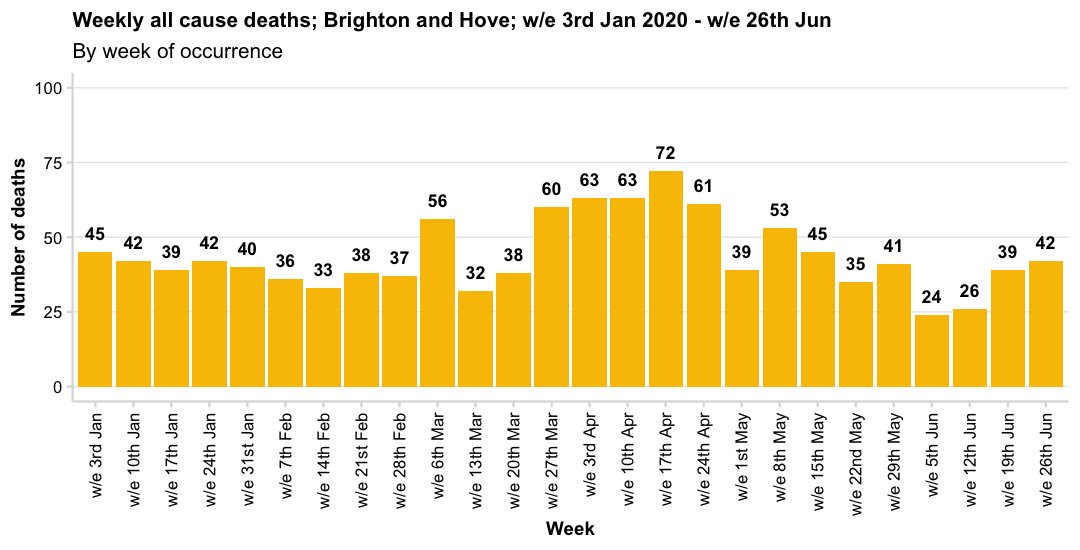 Weekly all cause deaths; Brighton and Hove; w/e 3rd Jan 2020 - w/e 26th Jun
By week of occurrence
Number of deaths
100
75
50
25
0
45
42
39
42
40
36
33
38
37
56
32
38
60
63
63
72
61
39
53
45
35
41
24
26
39
42
w/e 3rd Jan
w/e 10th Jan
w/e 17th Jan
w/e 24th Jan
w/e 31st Jan
w/e 7th Feb
w/e 14th Feb
w/e 21st Feb
w/e 28th Feb
w/e 6th Mar
w/e 13th Mar
w/e 20th Mar
w/e 27th Mar
w/e 3rd Apr
w/e 10th Apr
w/e 17th Apr
w/e 24th Apr
w/e 1st May
w/e 8th May
w/e 15th May
w/e 22nd May
w/e 29th May
w/e 5th Jun
w/e 12th Jun
w/e 19th Jun
w/e 26th Jun
Week